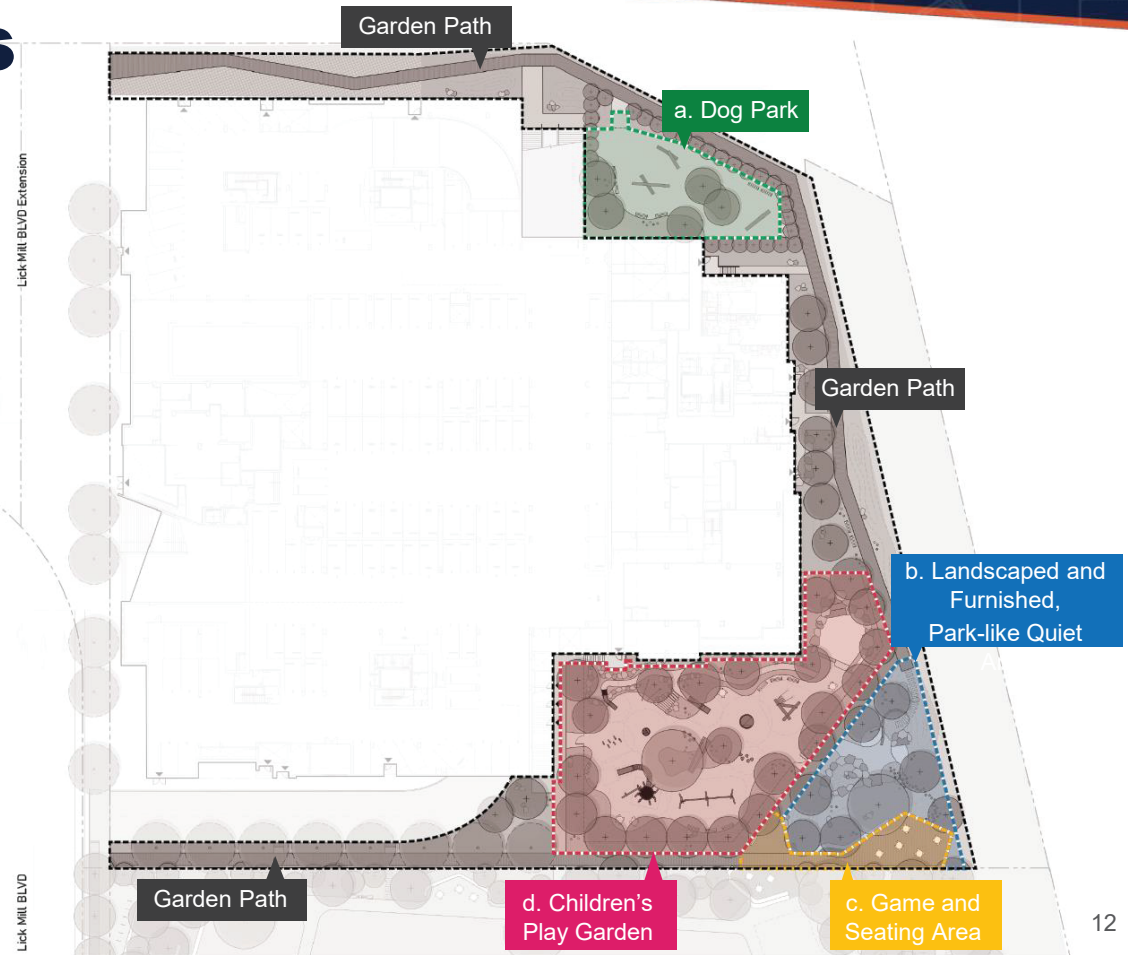 s
Garden Path
a. Dog Park
Lick Mill BLVD Extension
Garden Path
b. Landscaped and
Furnished,
Park-like Quiet
Lick Mill BLVD
Garden Path
d. Children's
Play Garden
c. Game and
Seating Area
12